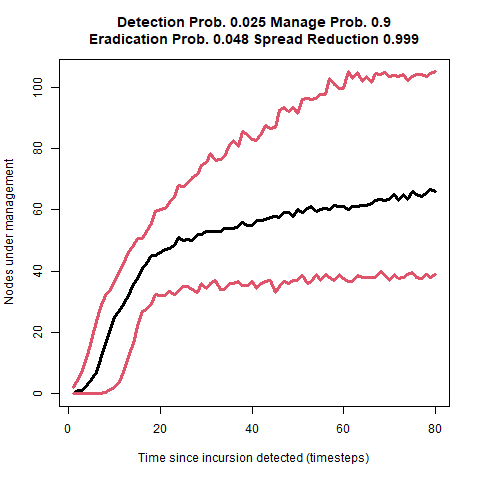 Detection Prob. 0.025 Manage Prob. 0.9
Eradication Prob. 0.048 Spread Reduction 0.999
Nodes under management
100
80
60
40
20
0
0 20 40 60 80
Time since incursion detected (timesteps)